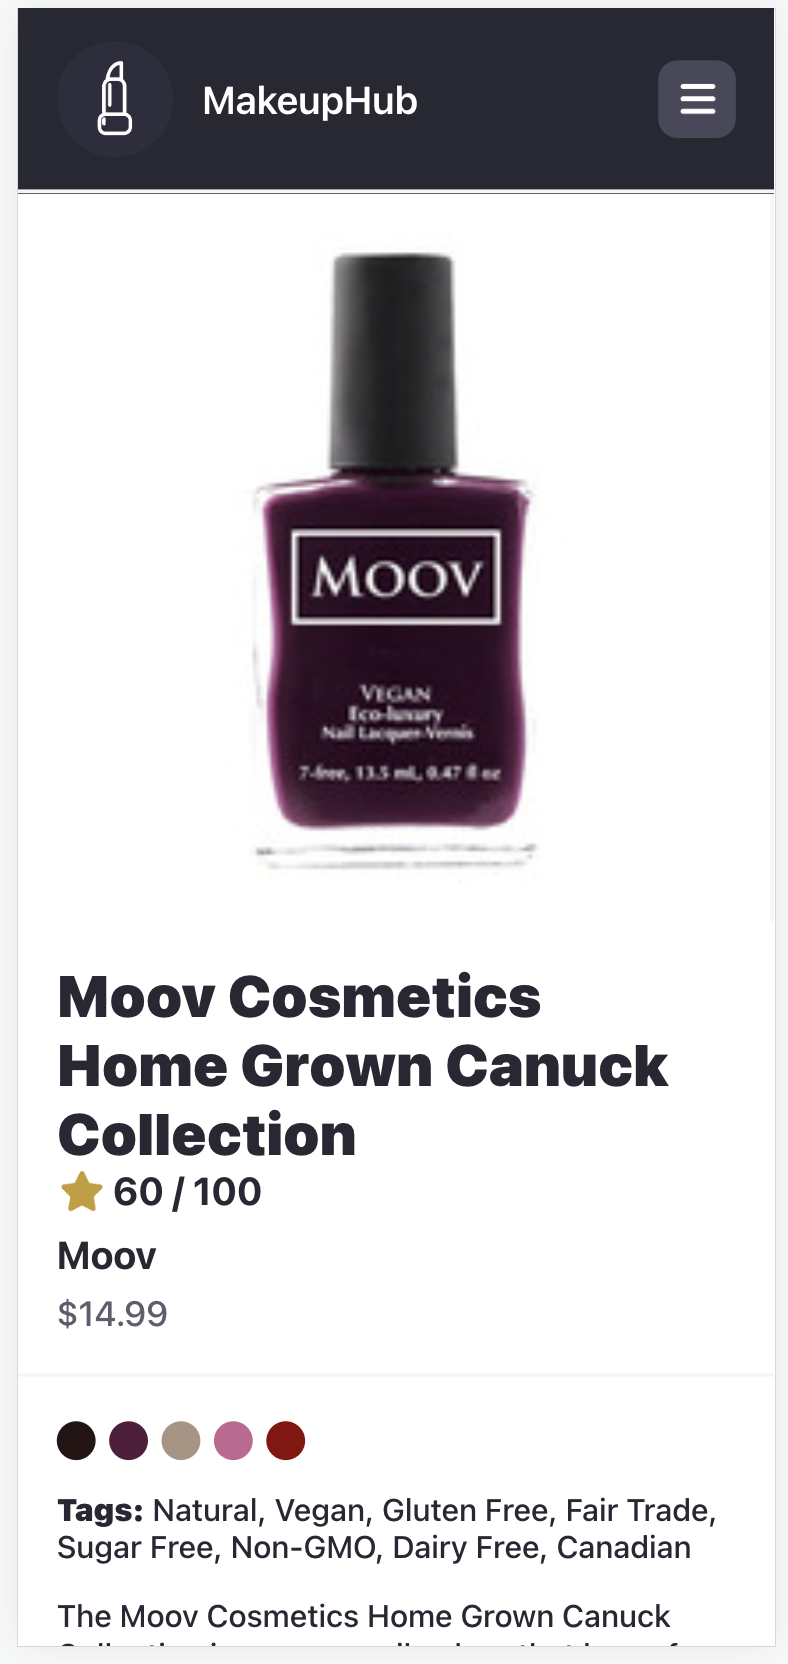 MakeupHub
MOOV
VEGAN
Eco-luxury
Nail Lacquer-Vernis
7-free, 13.5 mL, 0.47 fl oz
Moov Cosmetics
Home Grown Canuck
Collection
60 / 100
Moov
$14.99
Tags: Natural, Vegan, Gluten Free, Fair Trade,
Sugar Free, Non-GMO, Dairy Free, Canadian
The Moov Cosmetics Home Grown Canuck